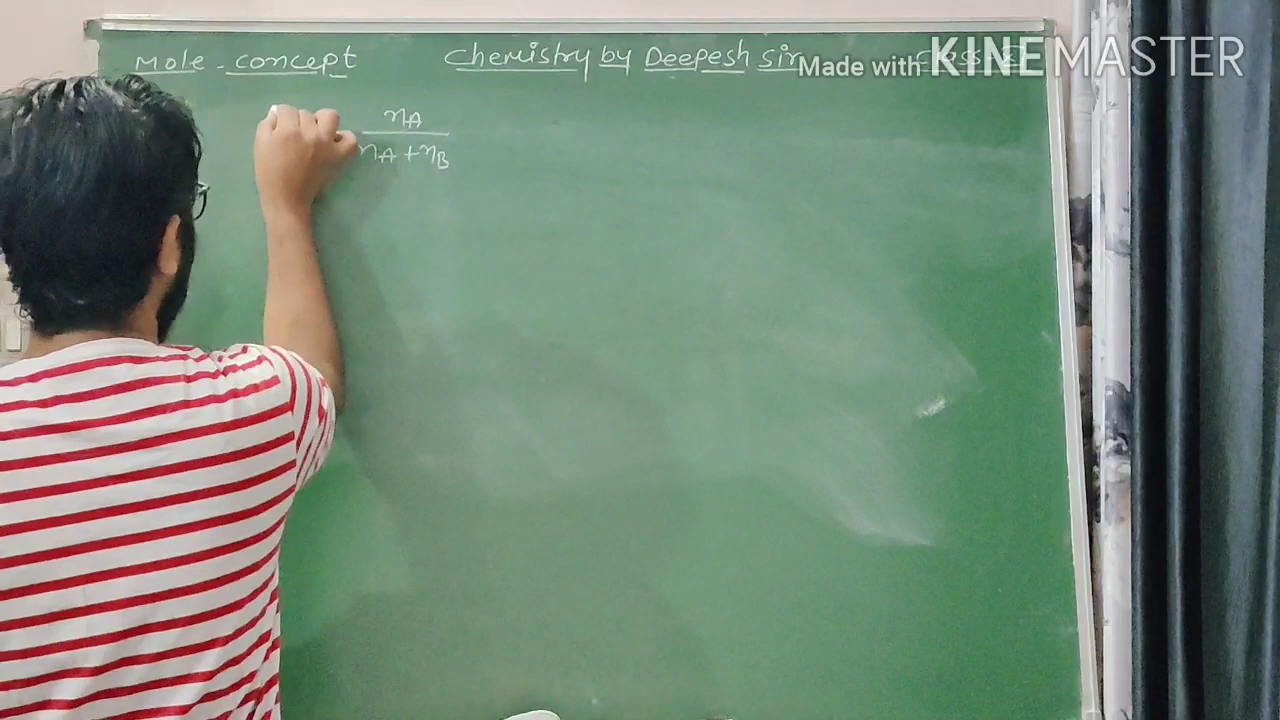 Mole - concept
Chemistry by Deepesh sir
Made with KINEMASTER
nA
nA + nB